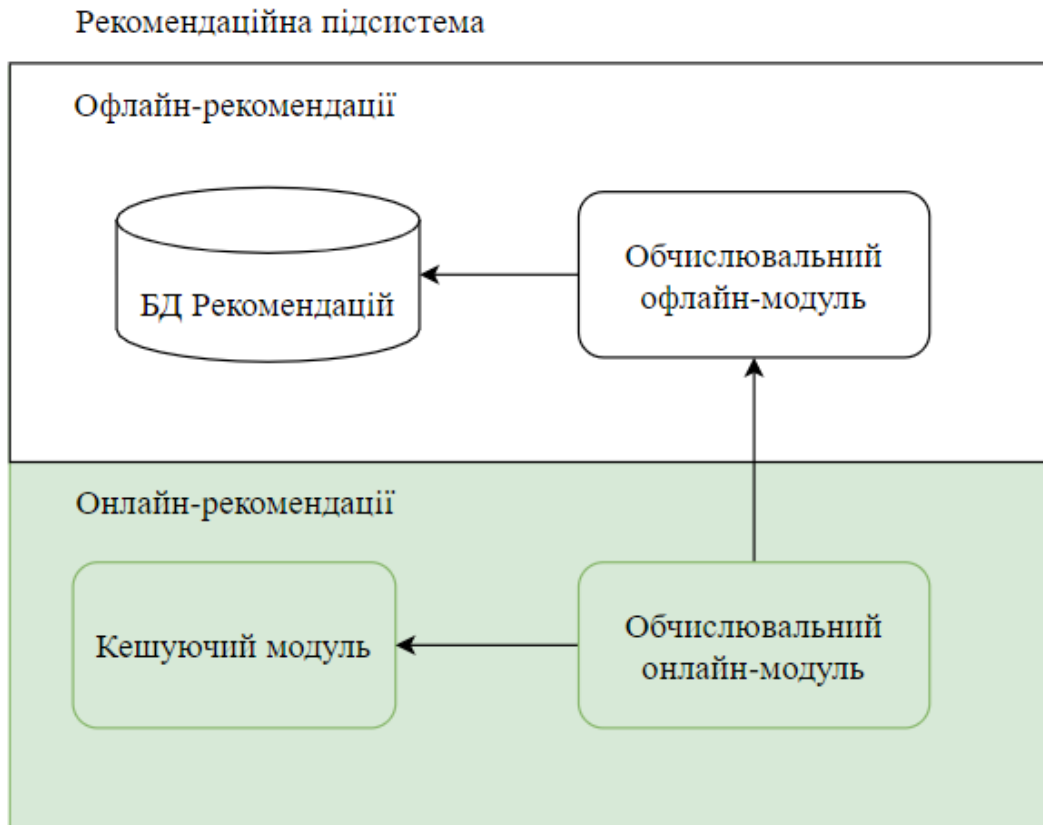 Рекомендаційна підсистема
Офлайн-рекомендації
БД Рекомендацій
Обчислювальний
офлайн-модуль
Онлайн-рекомендації
Кешуючий модуль
Обчислювальний
онлайн-модуль